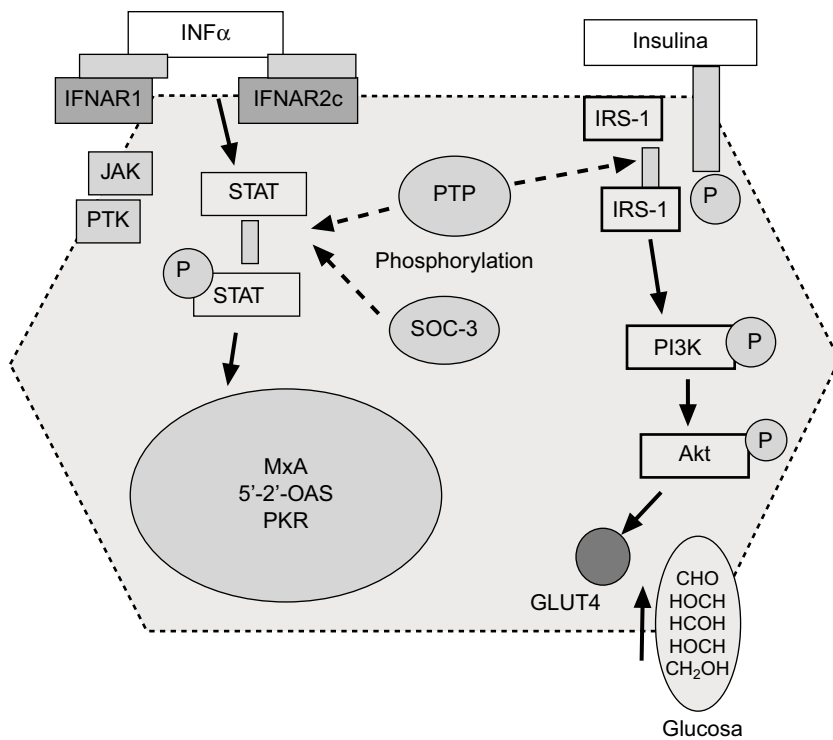 INFα
Insulina
IFNAR1
IFNAR2c
IRS-1
JAK
PTK
STAT
PTP
IRS-1
P
Phosphorylation
P
STAT
SOC-3
PI3K
P
MxA
5’-2’-OAS
PKR
Akt
P
GLUT4
CHO
HOCH
HCOH
HOCH
CH₂OH
Glucosa